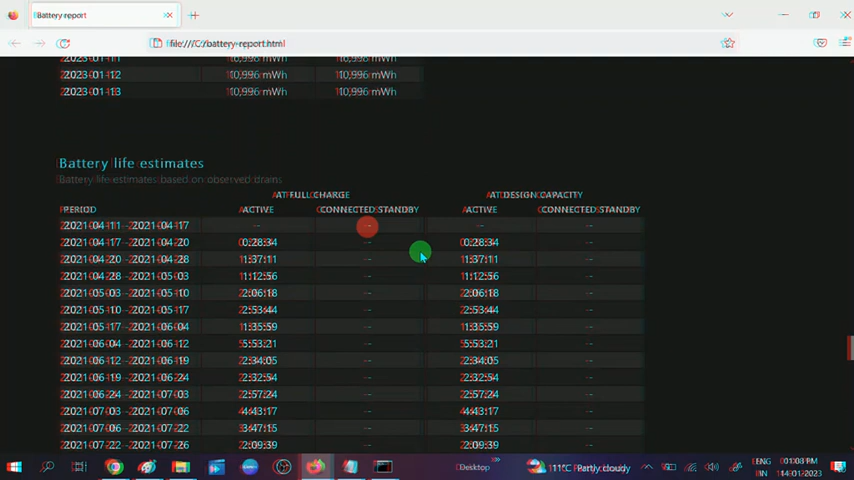 Battery report
file:///C:/battery-report.html
2023-01-11 10,996 mWh 10,996 mWh
2023-01-12 10,996 mWh 10,996 mWh
2023-01-13 10,996 mWh 10,996 mWh
Battery life estimates
Battery life estimates based on observed drains
AT FULL CHARGE AT DESIGN CAPACITY
PERIOD ACTIVE CONNECTED STANDBY ACTIVE CONNECTED STANDBY
2021-04-11 - 2021-04-17 - - - -
2021-04-17 - 2021-04-20 0:28:34 - 0:28:34 -
2021-04-20 - 2021-04-28 1:37:11 - 1:37:11 -
2021-04-28 - 2021-05-03 1:12:56 - 1:12:56 -
2021-05-03 - 2021-05-10 2:06:18 - 2:06:18 -
2021-05-10 - 2021-05-17 2:53:44 - 2:53:44 -
2021-05-17 - 2021-06-04 1:35:59 - 1:35:59 -
2021-06-04 - 2021-06-12 5:53:21 - 5:53:21 -
2021-06-12 - 2021-06-19 2:34:05 - 2:34:05 -
2021-06-19 - 2021-06-24 2:32:54 - 2:32:54 -
2021-06-24 - 2021-07-03 2:57:24 - 2:57:24 -
2021-07-03 - 2021-07-06 4:43:17 - 4:43:17 -
2021-07-06 - 2021-07-22 3:47:15 - 3:47:15 -
2021-07-22 - 2021-07-26 2:09:39 - 2:09:39 -
Desktop
11°C Partly cloudy
ENG
IN
01:08 PM
14-01-2023